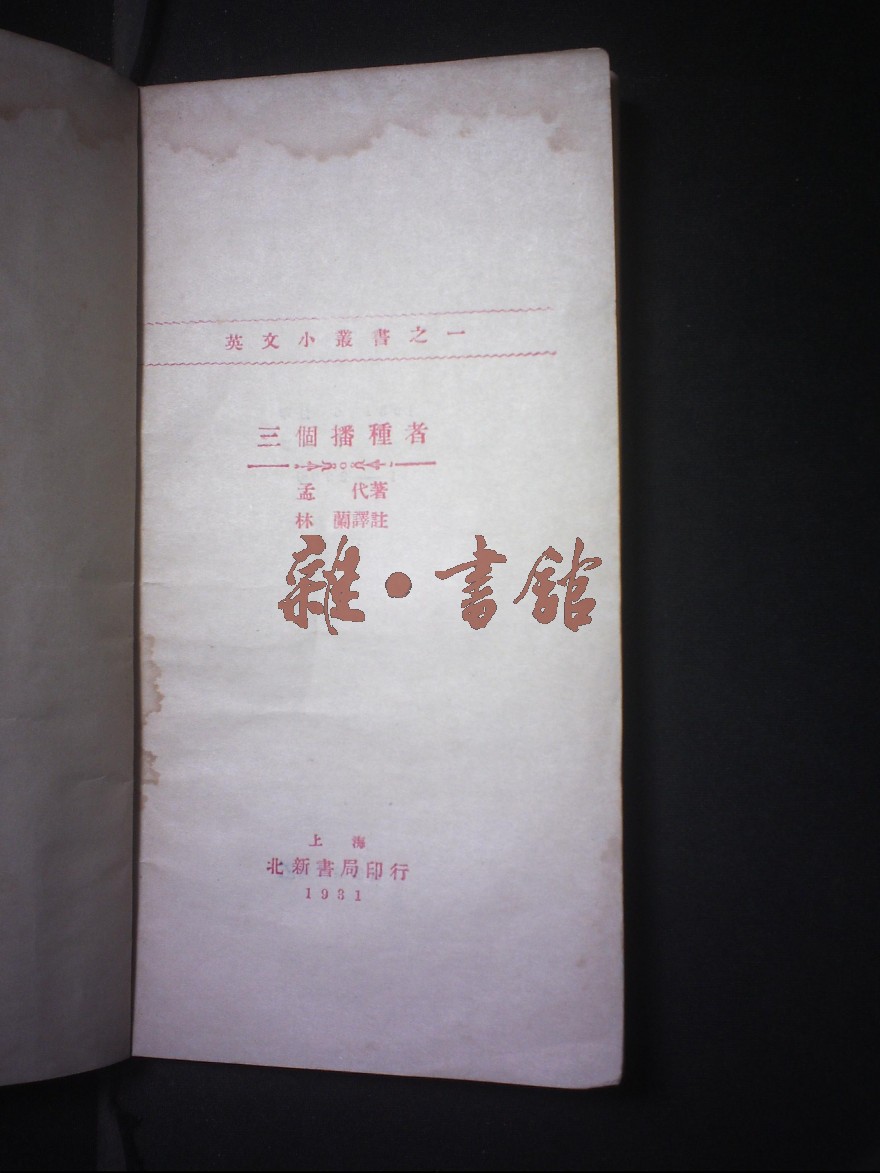 英文小叢書之一
三個播種者
孟代著
林蘭譯註
雜·書館
上海
北新書局印行
1931